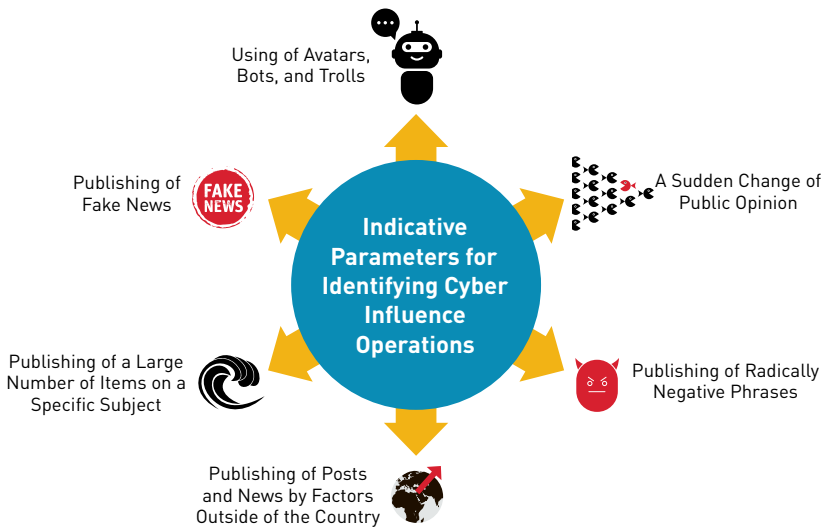 Using of Avatars,
Bots, and Trolls
Publishing of
Fake News
FAKE
NEWS
A Sudden Change of
Public Opinion
Indicative
Parameters for
Identifying Cyber
Influence
Operations
Publishing of a Large
Number of Items on a
Specific Subject
Publishing of Radically
Negative Phrases
Publishing of Posts
and News by Factors
Outside of the Country